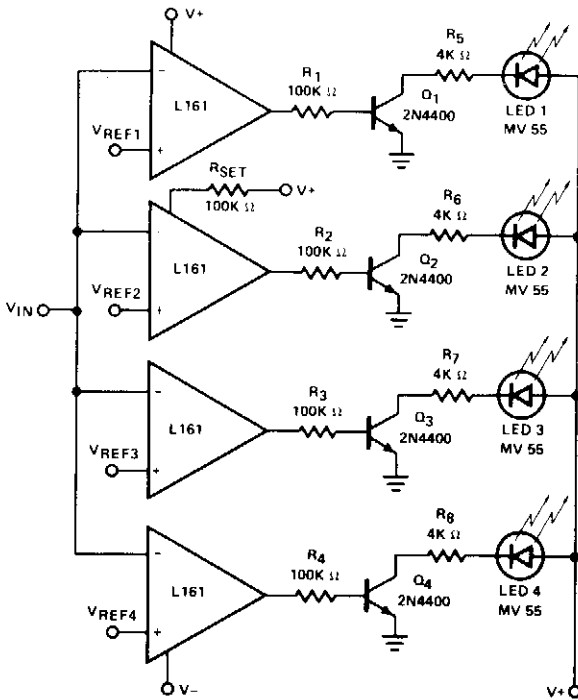 V+
R5
4K Ω
R1
100K Ω
L161
Q1
2N4400
LED 1
MV 55
VREF1
RSET
100K Ω
V+
R6
4K Ω
R2
100K Ω
L161
Q2
2N4400
LED 2
MV 55
VREF2
VIN
R7
4K Ω
R3
100K Ω
L161
Q3
2N4400
LED 3
MV 55
VREF3
R8
4K Ω
R4
100K Ω
L161
Q4
2N4400
LED 4
MV 55
VREF4
V−
V+